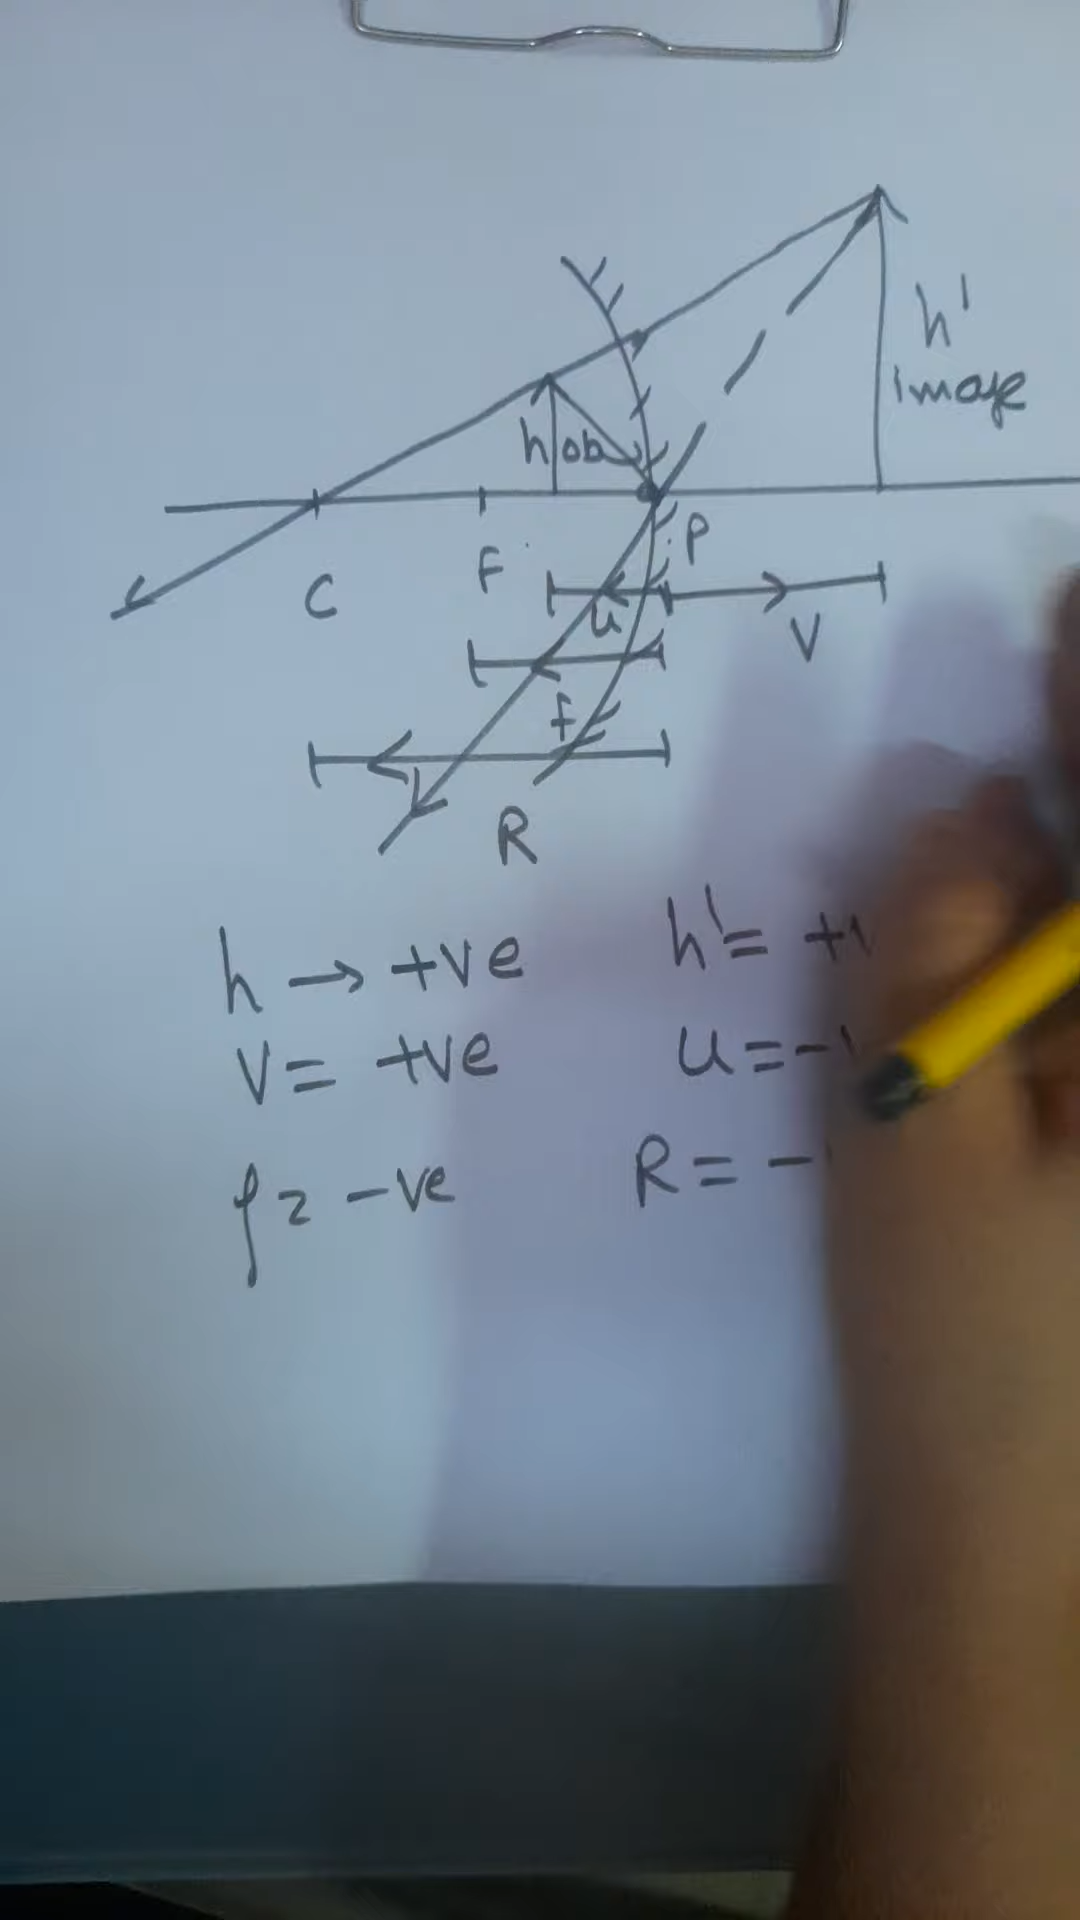 h'
image
h ob
P
C F
u V
f
R
h → +ve h' = +
V = +ve u = -
f = -ve R = -